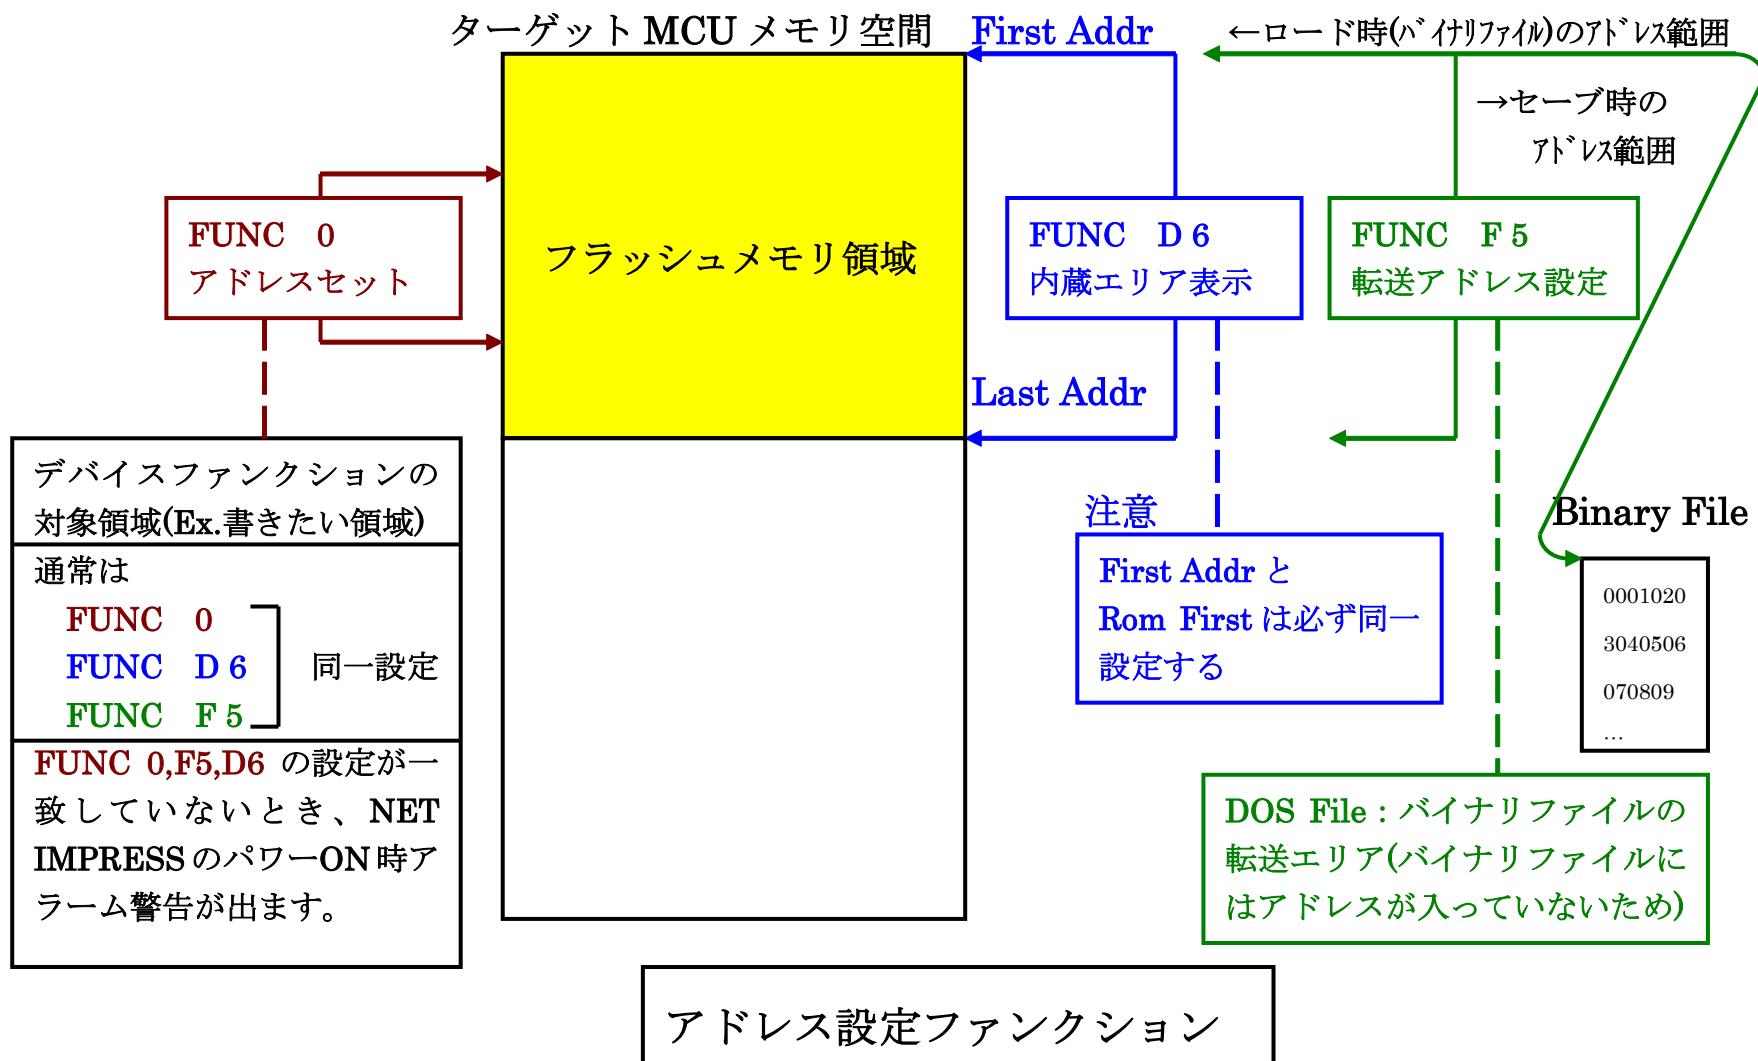 ターゲット MCU メモリ空間
First Addr
←ロード時(ﾊﾞｲﾅﾘﾌｧｲﾙ)のｱﾄﾞﾚｽ範囲
→セーブ時の
ｱﾄﾞﾚｽ範囲
FUNC 0
アドレスセット
フラッシュメモリ領域
FUNC D 6
内蔵エリア表示
FUNC F 5
転送アドレス設定
Last Addr
デバイスファンクションの
対象領域(Ex.書きたい領域)
通常は
FUNC 0
FUNC D 6
FUNC F 5
同一設定
FUNC 0,F5,D6 の設定が一
致していないとき、NET
IMPRESS のパワーON 時ア
ラーム警告が出ます。
注意
First Addr と
Rom First は必ず同一
設定する
Binary File
0001020
3040506
070809
…
DOS File : バイナリファイルの
転送エリア(バイナリファイルに
はアドレスが入っていないため)
アドレス設定ファンクション